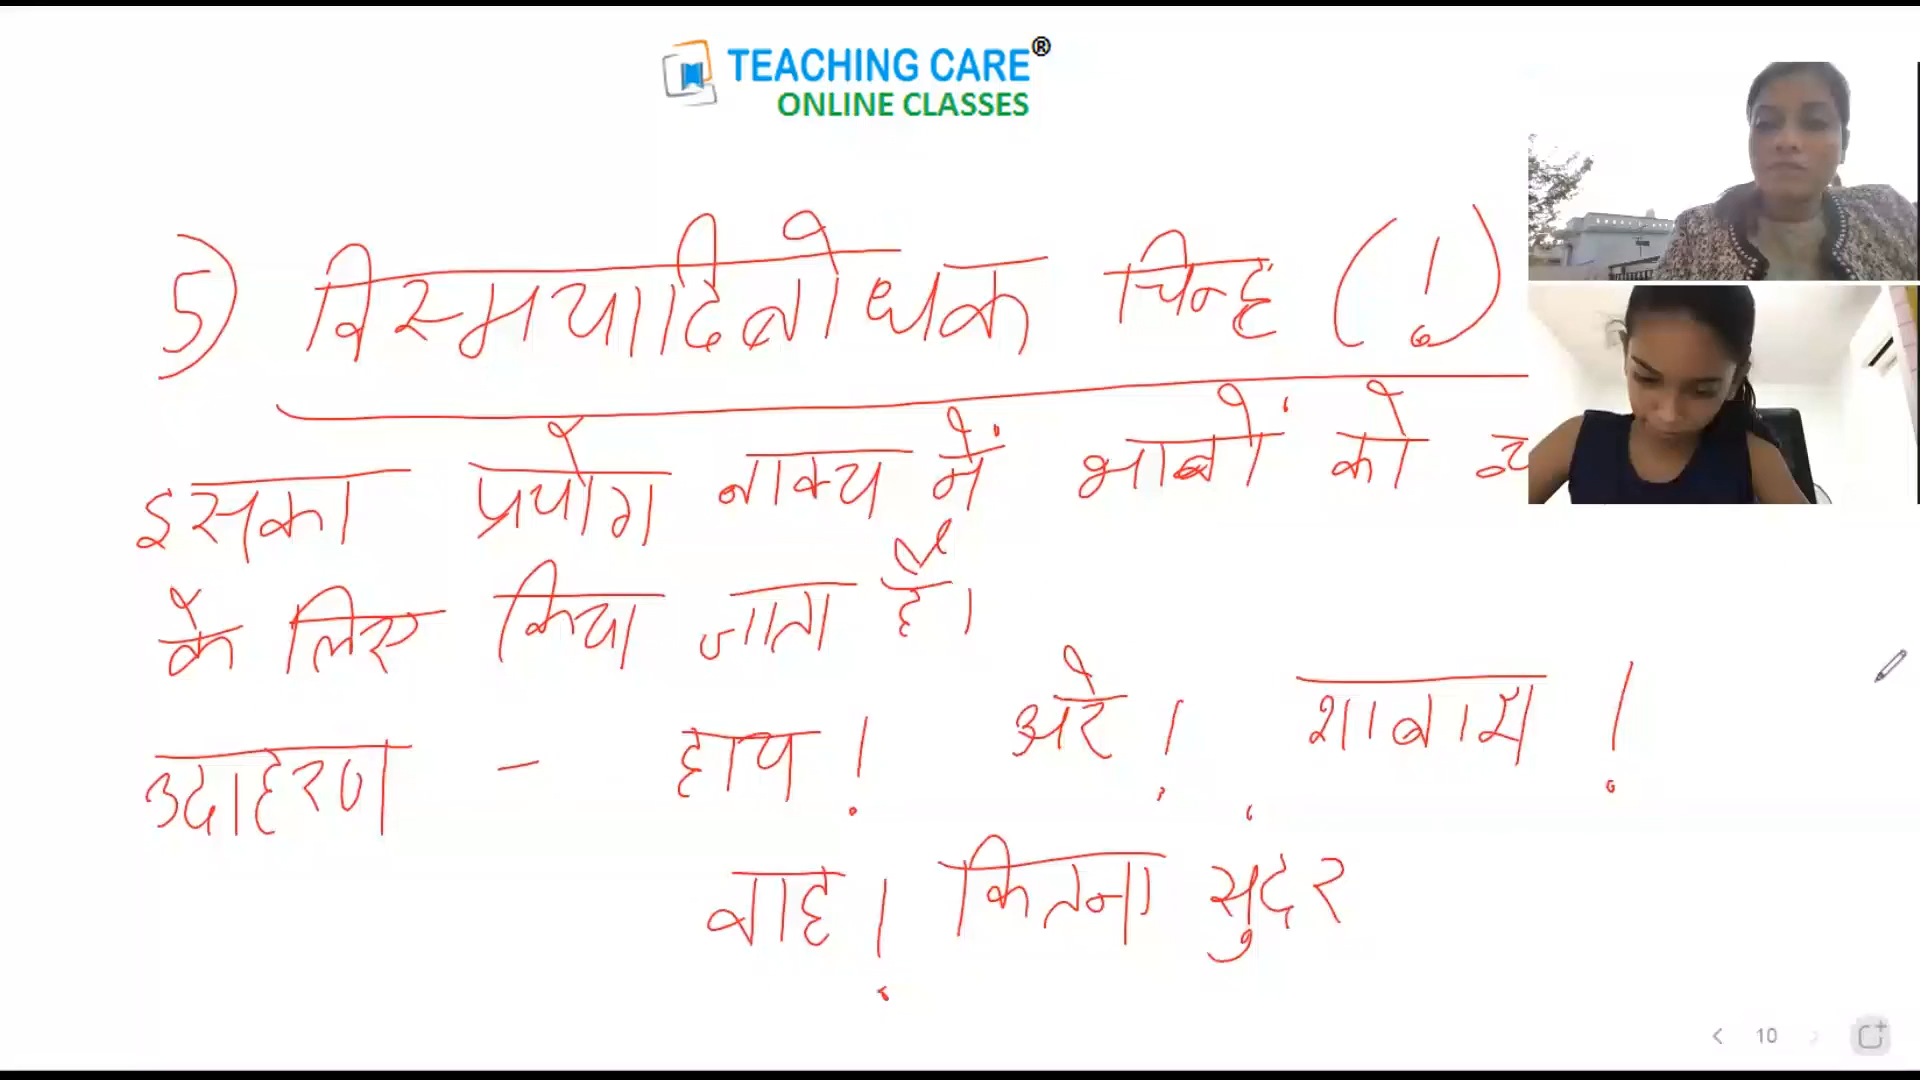 TEACHING CARE®
ONLINE CLASSES
5) विस्मयादिबोधक चिन्ह (!)
इसका प्रयोग वाक्य में भावों को
के लिए किया जाता है।
उदाहरण - हाय! अरे! शाबाश!
वाह! कितना सुंदर
10